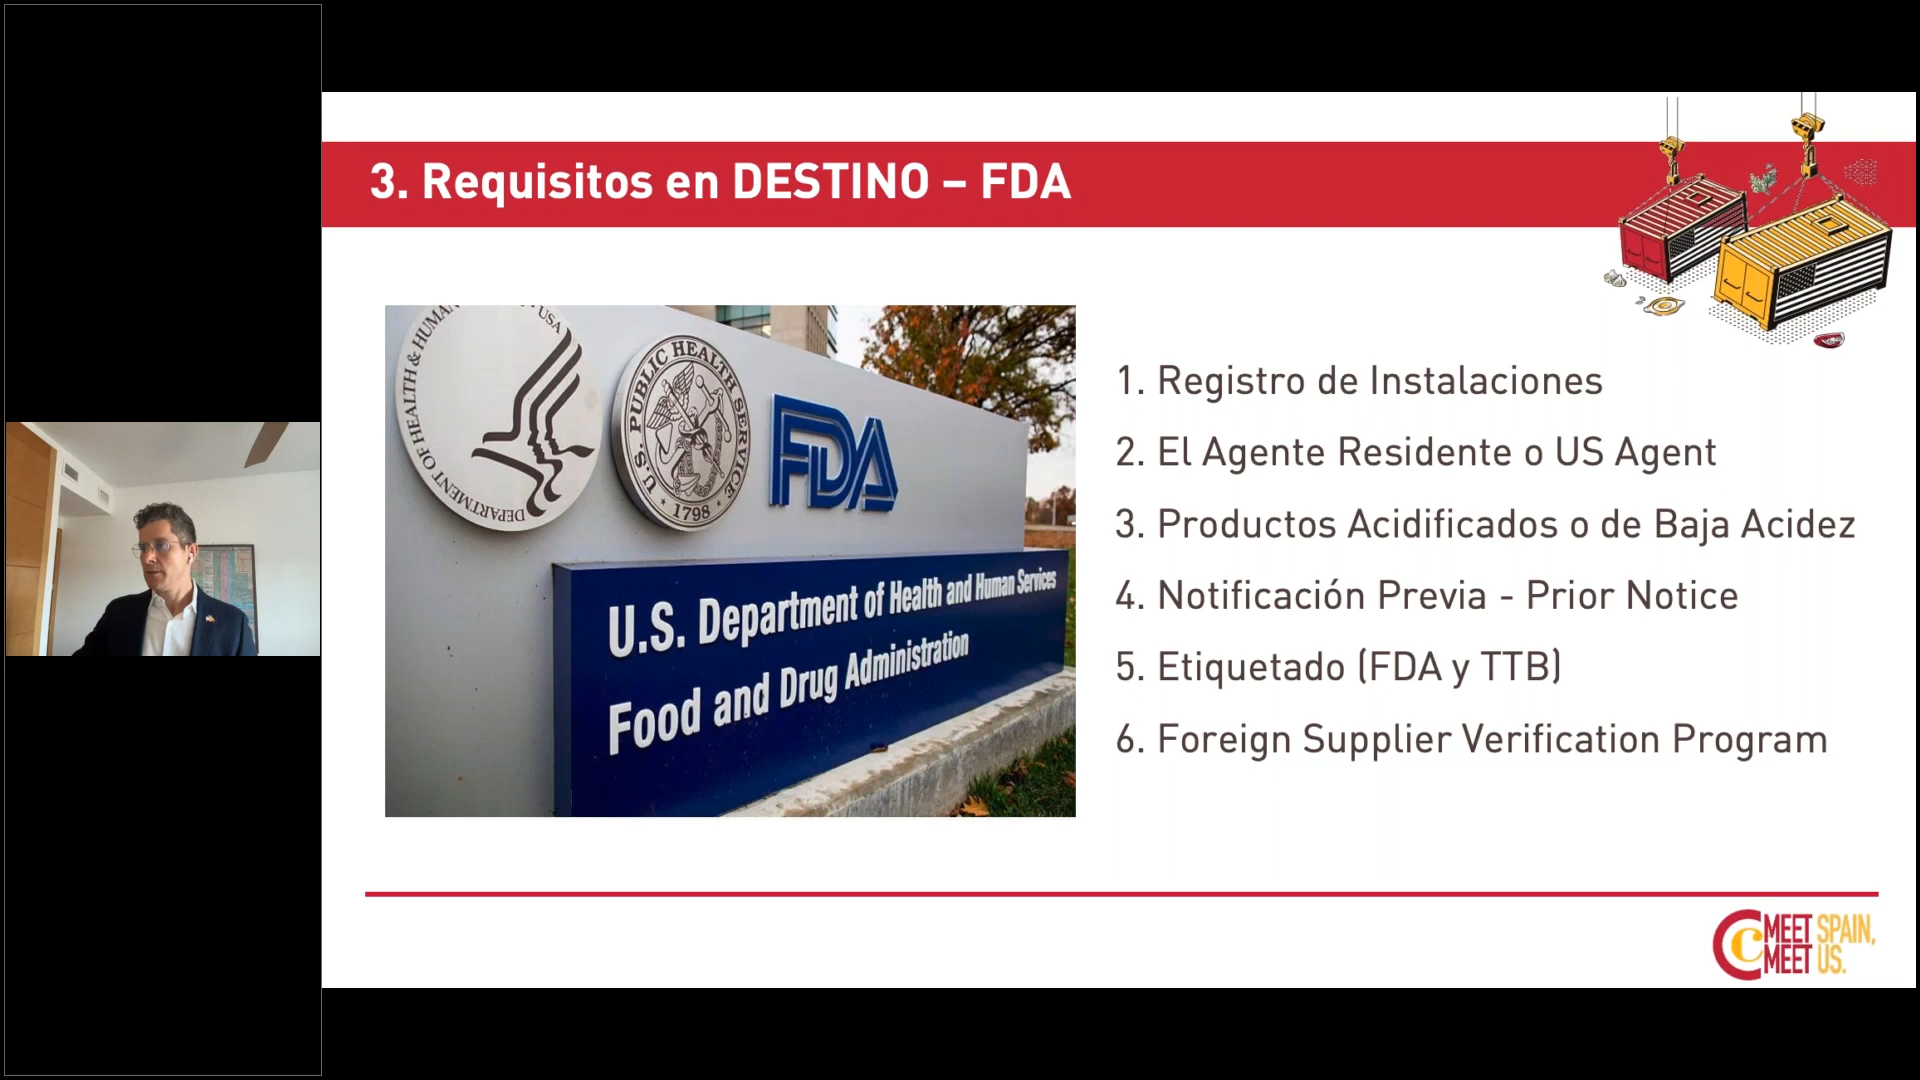 3. Requisitos en DESTINO – FDA
DEPARTMENT OF HEALTH & HUMAN
USA
U.S. PUBLIC HEALTH SERVICE
1798
FDA
U.S. Department of Health and Human Services
Food and Drug Administration
1. Registro de Instalaciones
2. El Agente Residente o US Agent
3. Productos Acidificados o de Baja Acidez
4. Notificación Previa - Prior Notice
5. Etiquetado (FDA y TTB)
6. Foreign Supplier Verification Program
MEET SPAIN,
MEET US.